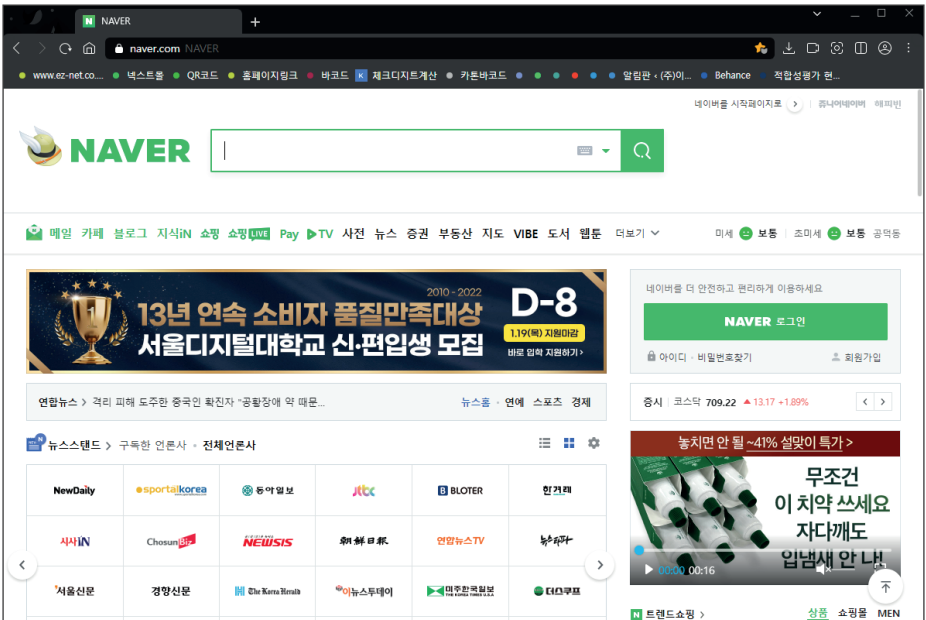 NAVER
naver.com NAVER
www.ez-net.co.... 넥스트몰 QR코드 홈페이지링크 바코드 K 체크디지트계산 카톤바코드 알림판 ‹ (주)이... Behance 적합성평가 현...
네이버를 시작페이지로 › 쥬니어네이버 해피빈
NAVER
메일 카페 블로그 지식iN 쇼핑 쇼핑LIVE Pay TV 사전 뉴스 증권 부동산 지도 VIBE 도서 웹툰 더보기 미세 보통 초미세 보통 공덕동
1
2010 - 2022
13년 연속 소비자 품질만족대상
서울디지털대학교 신·편입생 모집
D-8
1.19(목) 지원마감
바로 입학 지원하기 ›
네이버를 더 안전하고 편리하게 이용하세요
NAVER 로그인
아이디 · 비밀번호찾기 회원가입
연합뉴스 › 격리 피해 도주한 중국인 확진자 "공황장애 약 때문... 뉴스홈 · 연예 스포츠 경제
증시 코스닥 709.22 ▲ 13.17 +1.89%
뉴스스탠드 › 구독한 언론사 · 전체언론사
NewDaily sportalkorea 동아일보 jtbc BLOTER 한겨레
시사iN ChosunBiz NEWSIS 朝鮮日報 연합뉴스TV 뉴스타파
서울신문 경향신문 The Korea Herald 이뉴스투데이 미주한국일보 THE KOREA TIMES U.S.A 더스쿠프
놓치면 안 될 ~41% 설맞이 특가 >
무조건
이 치약 쓰세요
자다깨도
입냄새 안 나!
00:00 00:16
트렌드쇼핑 › 상품 쇼핑몰 MEN